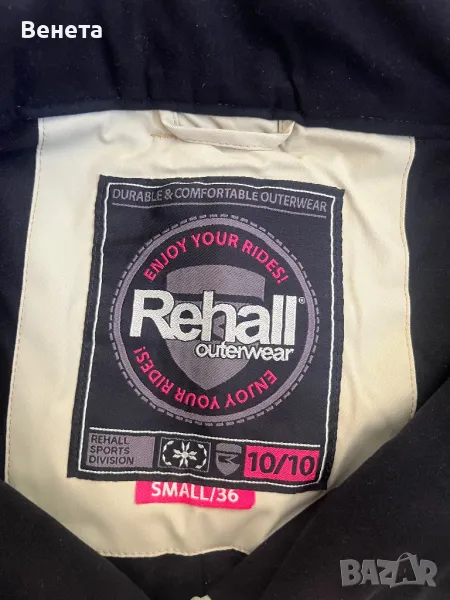 Венета
DURABLE & COMFORTABLE OUTERWEAR
ENJOY YOUR RIDES!
Rehall®
outerwear
ENJOY YOUR RIDES!
REHALL
SPORTS
DIVISION
10/10
SMALL/36
BAZAR